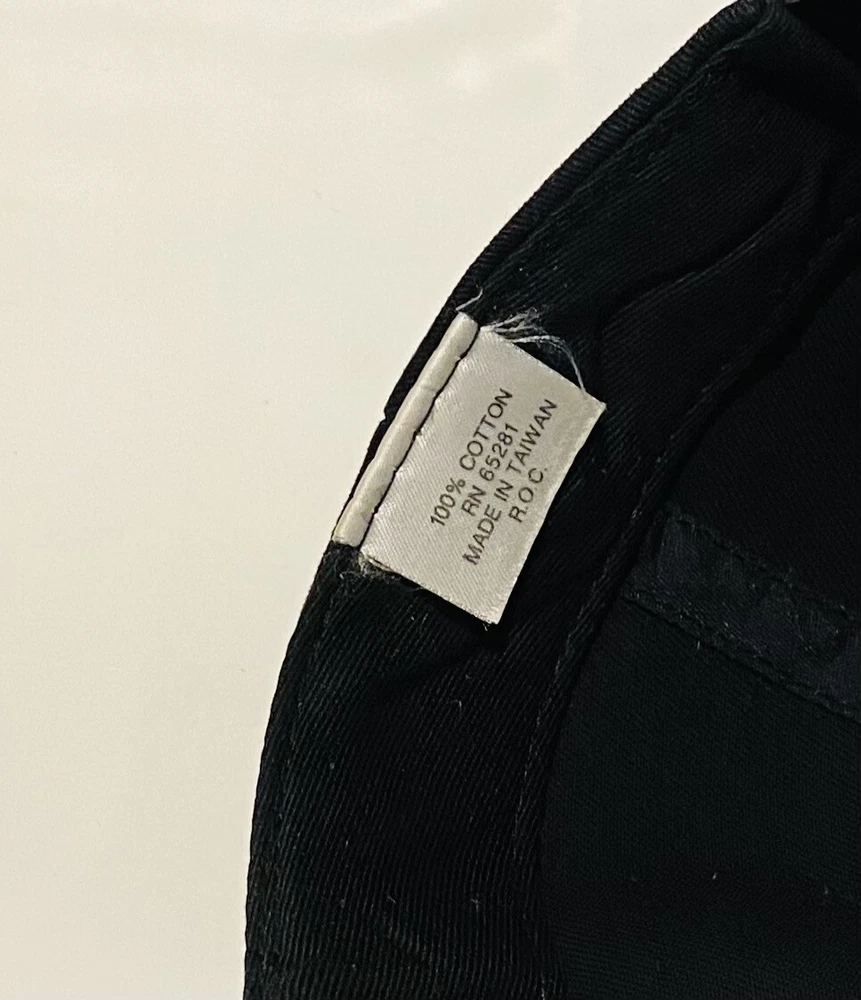 100% COTTON
RN 65281
MADE IN TAIWAN
R.O.C.